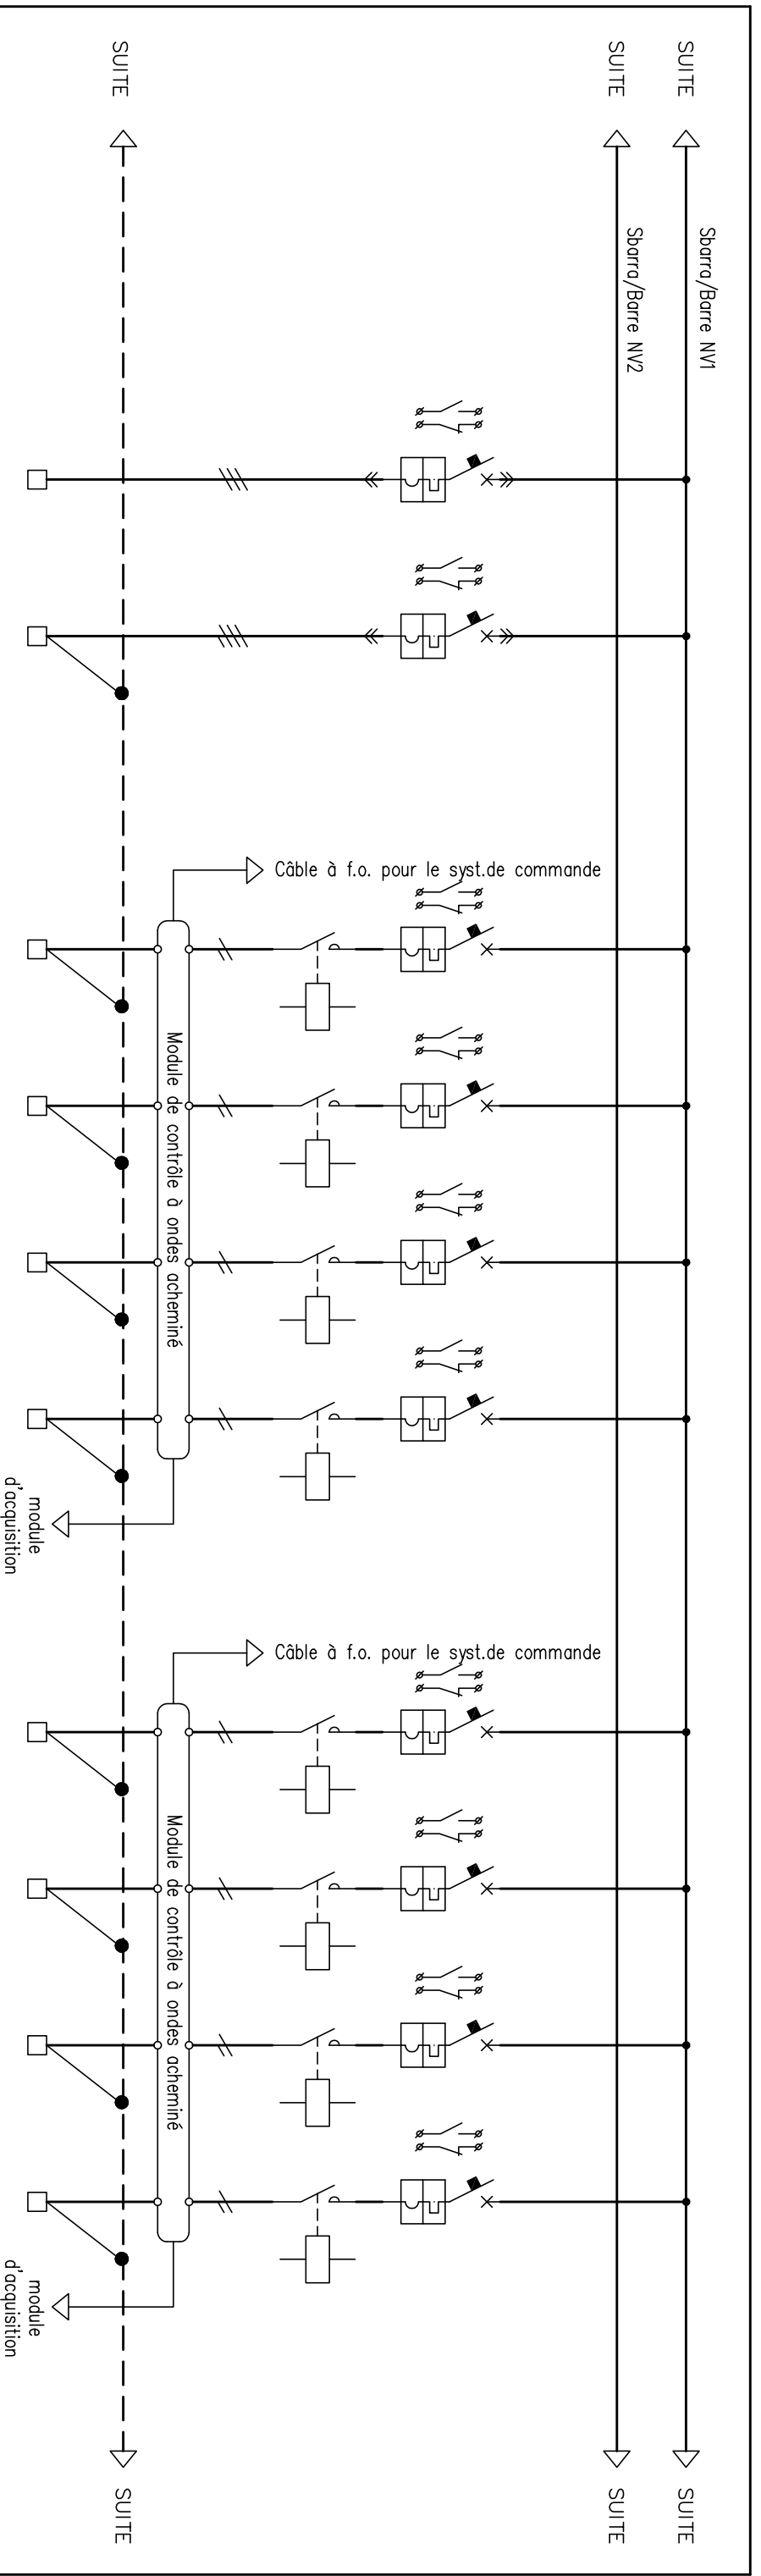 SUITE
Sbarra/Barre NV1
SUITE
SUITE
Sbarra/Barre NV2
SUITE
Câble à f.o. pour le syst.de commande
Câble à f.o. pour le syst.de commande
Module de contrôle à ondes acheminé
Module de contrôle à ondes acheminé
SUITE
SUITE
module
d'acquisition
module
d'acquisition